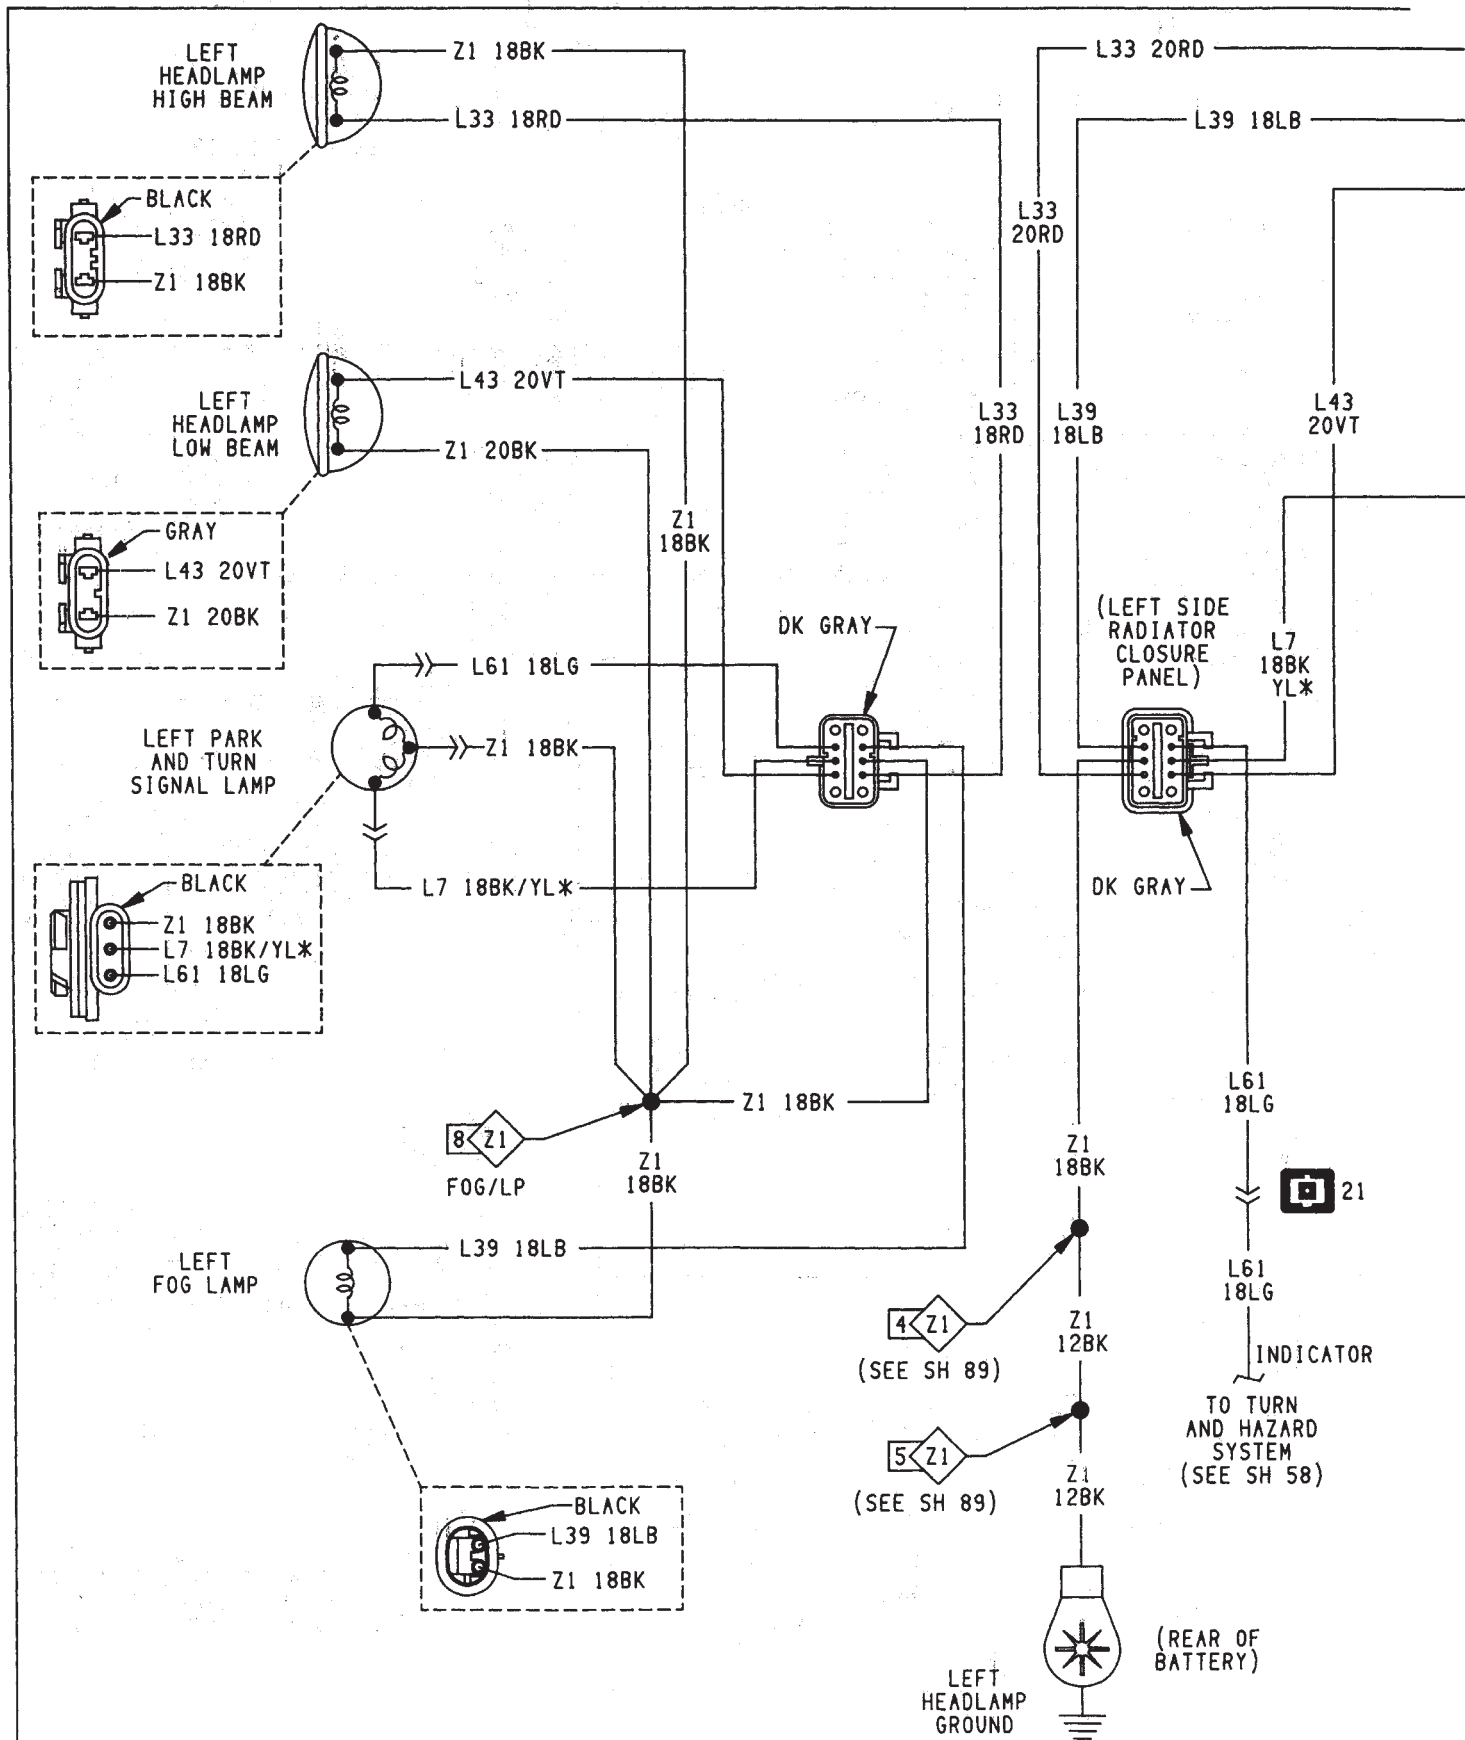 LEFT
HEADLAMP
HIGH BEAM
Z1 18BK
L33 18RD
L33 20RD
L39 18LB
BLACK
L33 18RD
Z1 18BK
L33
20RD
LEFT
HEADLAMP
LOW BEAM
L43 20VT
Z1 20BK
L33
18RD
L39
18LB
L43
20VT
GRAY
L43 20VT
Z1 20BK
Z1
18BK
DK GRAY
(LEFT SIDE
RADIATOR
CLOSURE
PANEL)
L7
18BK
YL*
L61 18LG
LEFT PARK
AND TURN
SIGNAL LAMP
Z1 18BK
L7 18BK/YL*
DK GRAY
BLACK
Z1 18BK
L7 18BK/YL*
L61 18LG
Z1 18BK
8 Z1
FOG/LP
Z1
18BK
Z1
18BK
L61
18LG
21
LEFT
FOG LAMP
L39 18LB
L61
18LG
4 Z1
(SEE SH 89)
Z1
12BK
INDICATOR
TO TURN
AND HAZARD
SYSTEM
(SEE SH 58)
5 Z1
(SEE SH 89)
Z1
12BK
BLACK
L39 18LB
Z1 18BK
(REAR OF
BATTERY)
LEFT
HEADLAMP
GROUND